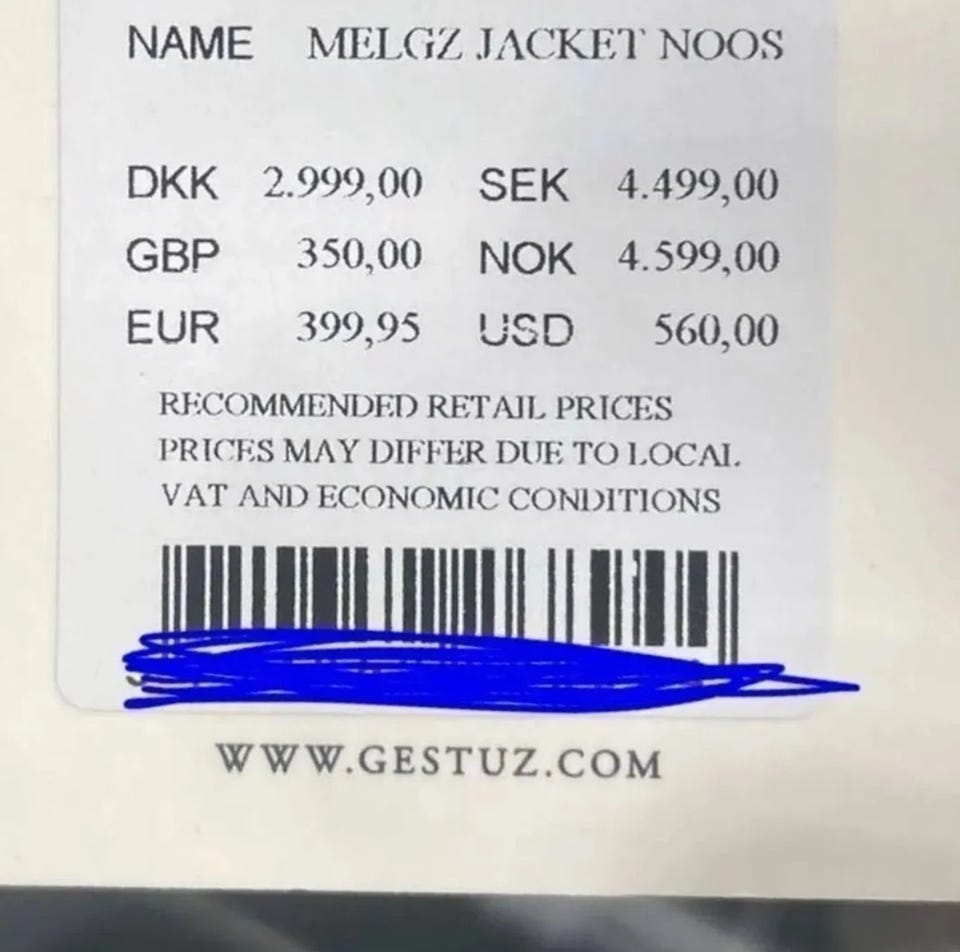 NAME MELGZ JACKET NOOS
DKK 2.999,00 SEK 4.499,00
GBP 350,00 NOK 4.599,00
EUR 399,95 USD 560,00
RECOMMENDED RETAIL PRICES
PRICES MAY DIFFER DUE TO LOCAL
VAT AND ECONOMIC CONDITIONS
WWW.GESTUZ.COM